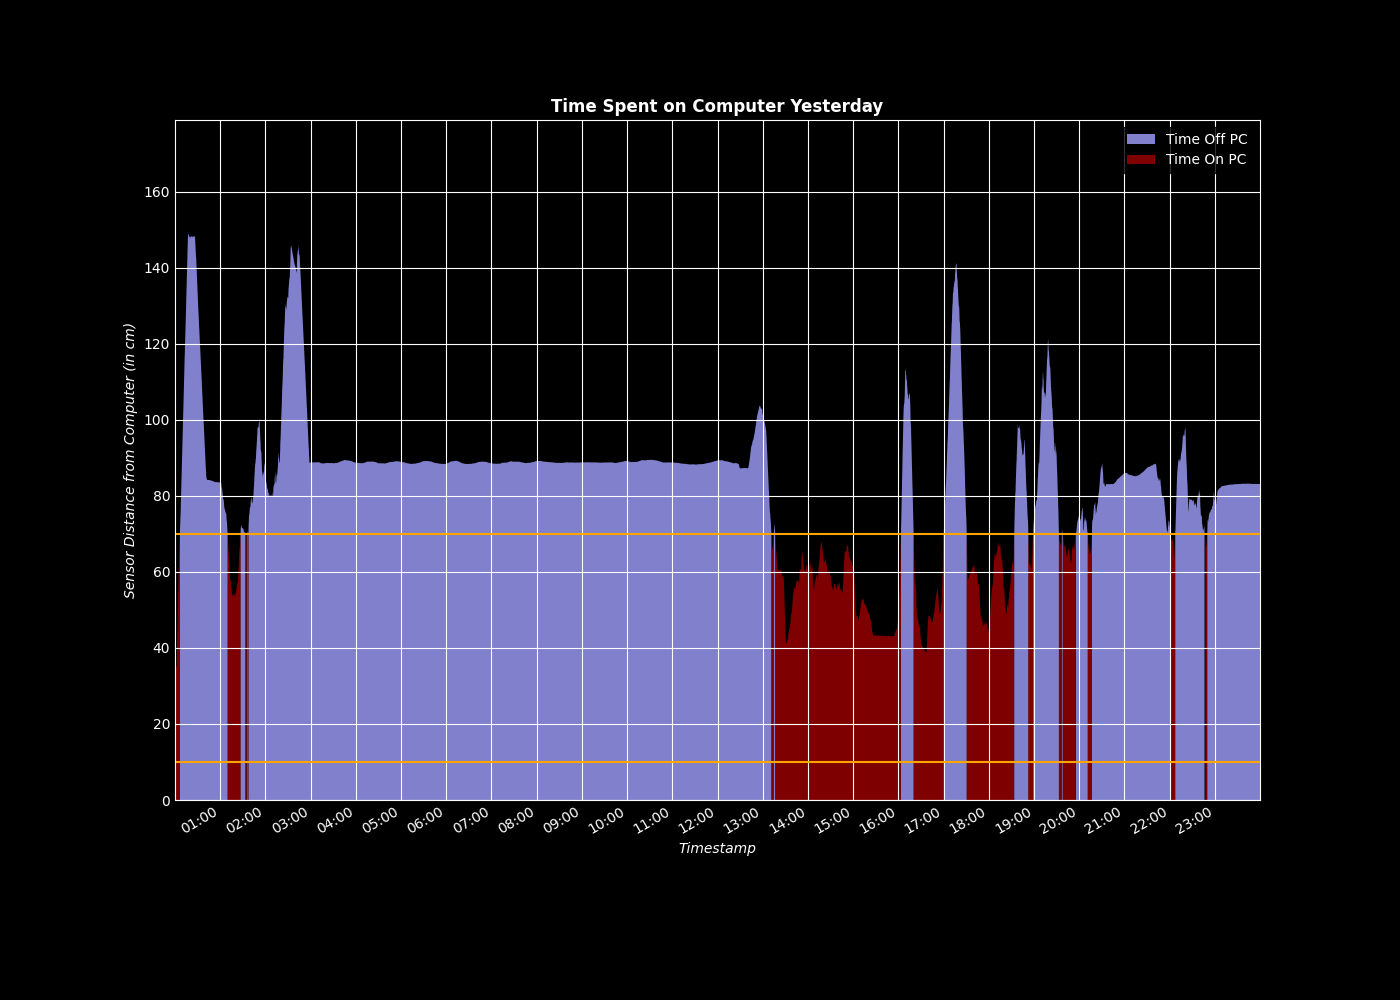 Time Spent on Computer Yesterday
Time Off PC
Time On PC
160
140
120
100
80
60
40
20
0
Sensor Distance from Computer (in cm)
01:00 02:00 03:00 04:00 05:00 06:00 07:00 08:00 09:00 10:00 11:00 12:00 13:00 14:00 15:00 16:00 17:00 18:00 19:00 20:00 21:00 22:00 23:00
Timestamp